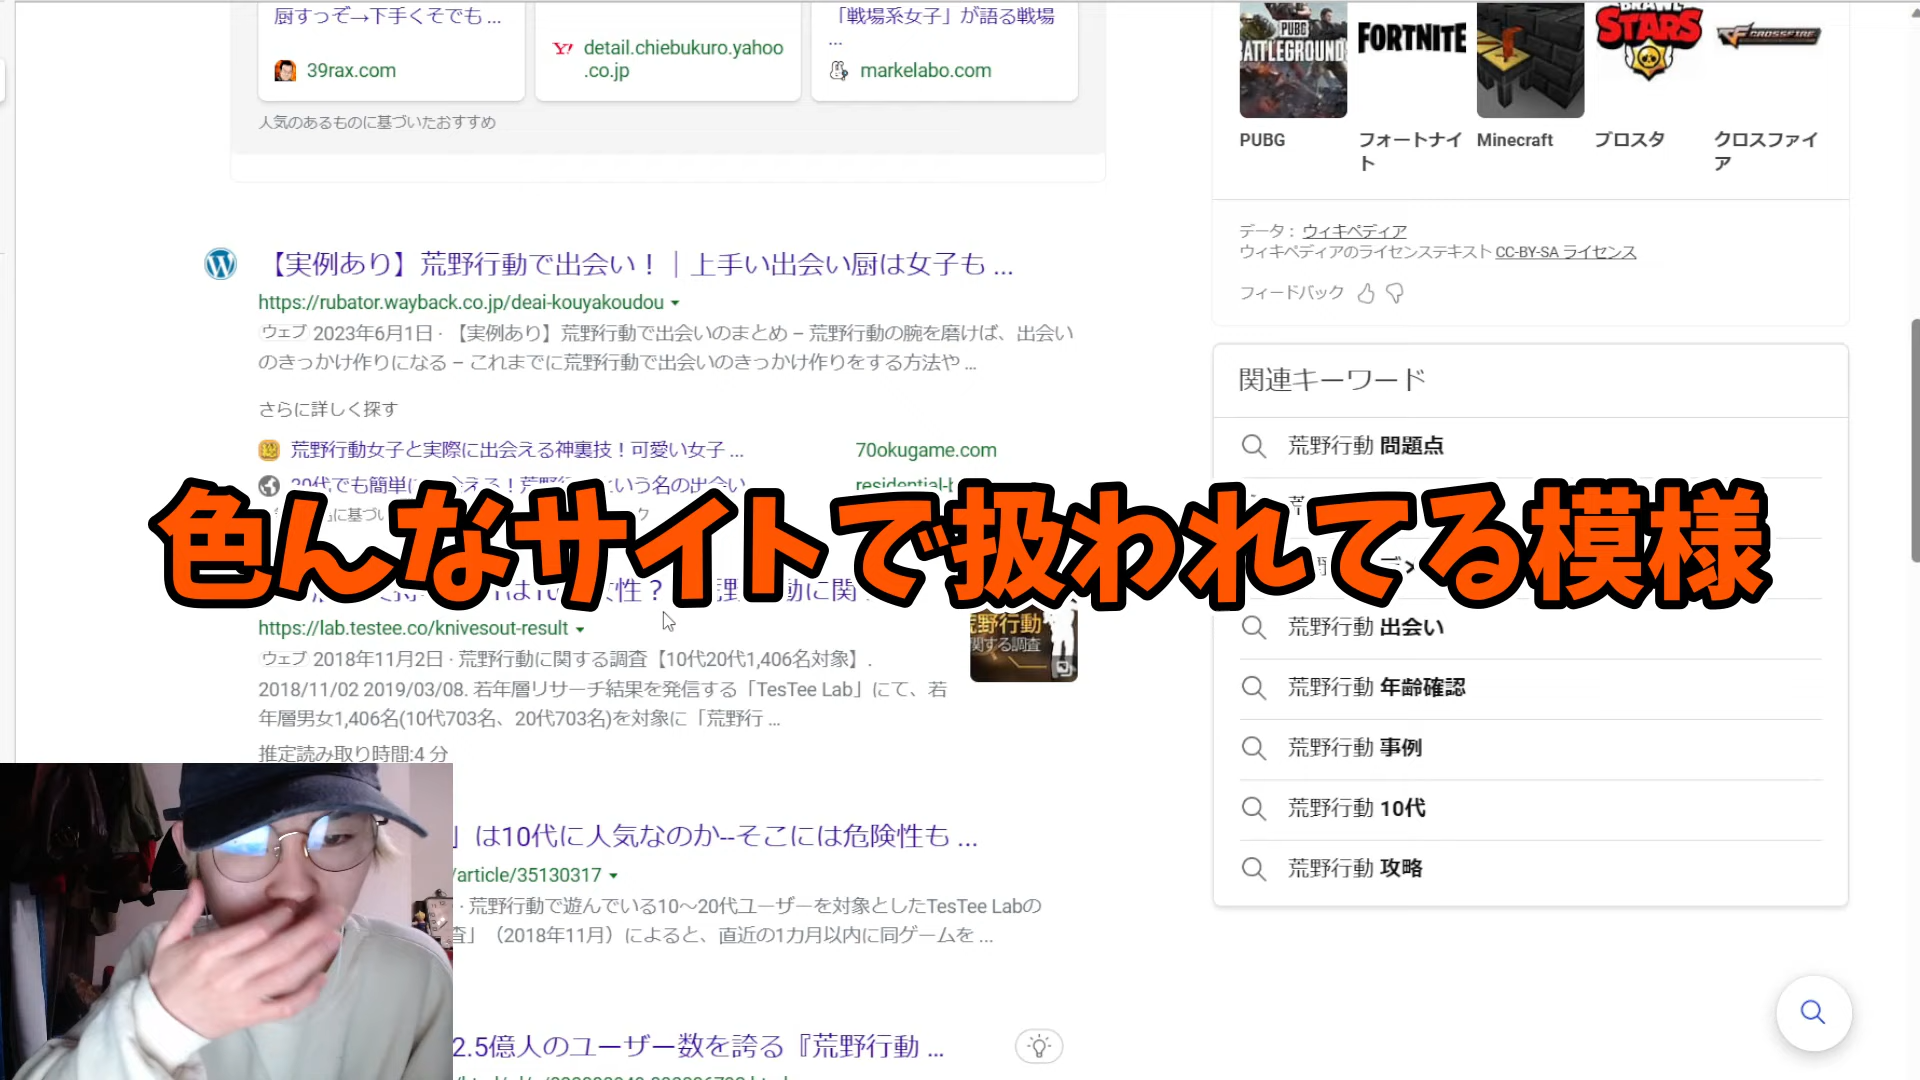 厨すっぞ→下手くそでも ...
39rax.com
detail.chiebukuro.yahoo
.co.jp
「戦場系女子」が語る戦場
...
markelabo.com
人気のあるものに基づいたおすすめ
【実例あり】荒野行動で出会い！｜上手い出会い厨は女子も ...
https://rubator.wayback.co.jp/deai-kouyakoudou
ウェブ 2023年6月1日 · 【実例あり】荒野行動で出会いのまとめ – 荒野行動の腕を磨けば、出会い
のきっかけ作りになる – これまでに荒野行動で出会いのきっかけ作りをする方法や ...
さらに詳しく探す
荒野行動女子と実際に出会える神裏技！可愛い女子 ...
70okugame.com
色んなサイトで扱われてる模様
https://lab.testee.co/knivesout-result
ウェブ 2018年11月2日 · 荒野行動に関する調査【10代20代1,406名対象】.
2018/11/02 2019/03/08. 若年層リサーチ結果を発信する「TesTee Lab」にて、若
年層男女1,406名(10代703名、20代703名)を対象に「荒野行 ...
推定読み取り時間:4 分
荒野行動
関する調査
」は10代に人気なのか--そこには危険性も ...
/article/35130317
· 荒野行動で遊んでいる10～20代ユーザーを対象としたTesTee Labの
査」（2018年11月）によると、直近の1カ月以内に同ゲームを ...
2.5億人のユーザー数を誇る『荒野行動 ...
PUBG
BATTLEGROUND
FORTNITE
BRAWL
STARS
CROSSFIRE
PUBG
フォートナイ
ト
Minecraft
ブロスタ
クロスファイ
ア
データ： ウィキペディア
ウィキペディアのライセンステキスト CC-BY-SA ライセンス
フィードバック
関連キーワード
荒野行動 問題点
荒野行動 出会い
荒野行動 年齢確認
荒野行動 事例
荒野行動 10代
荒野行動 攻略